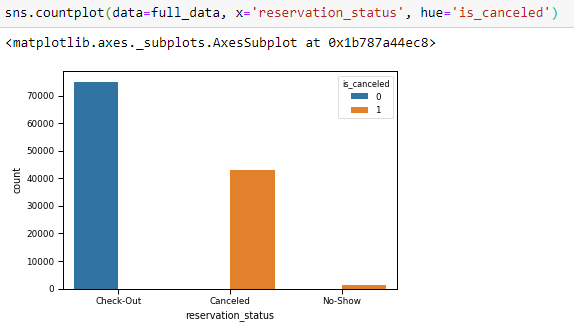 sns.countplot(data=full_data, x='reservation_status', hue='is_canceled')
<matplotlib.axes._subplots.AxesSubplot at 0x1b787a44ec8>
is_canceled
0
1
70000
60000
50000
40000
30000
20000
10000
0
count
Check-Out Canceled No-Show
reservation_status